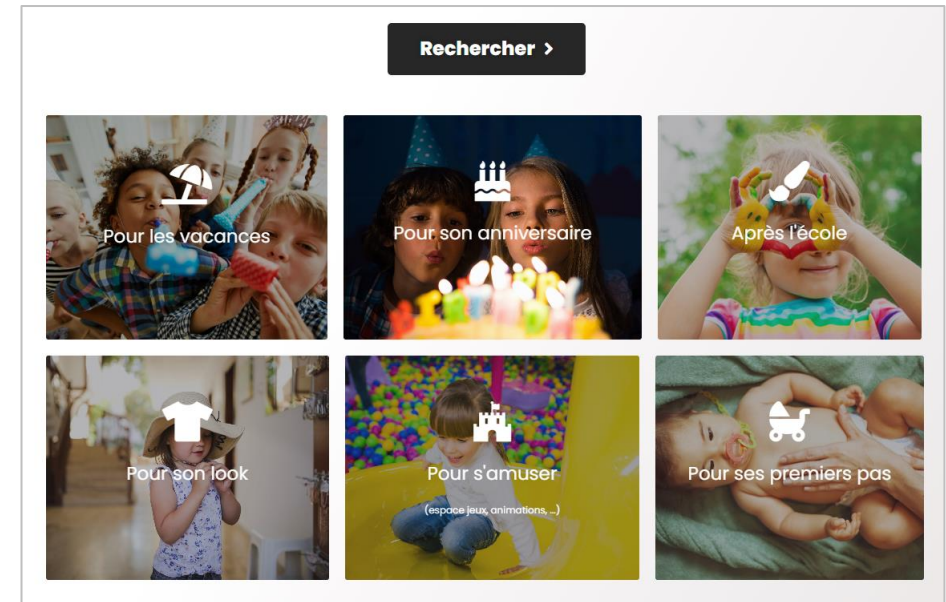 Rechercher >
Pour les vacances
Pour son anniversaire
Après l'école
Pour son look
Pour s'amuser
(espace jeux, animations, ...)
Pour ses premiers pas